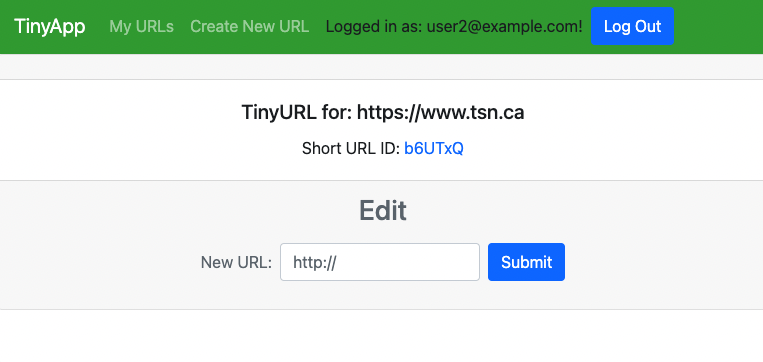 TinyApp My URLs Create New URL Logged in as: user2@example.com! Log Out
TinyURL for: https://www.tsn.ca
Short URL ID: b6UTxQ
Edit
New URL: http:// Submit